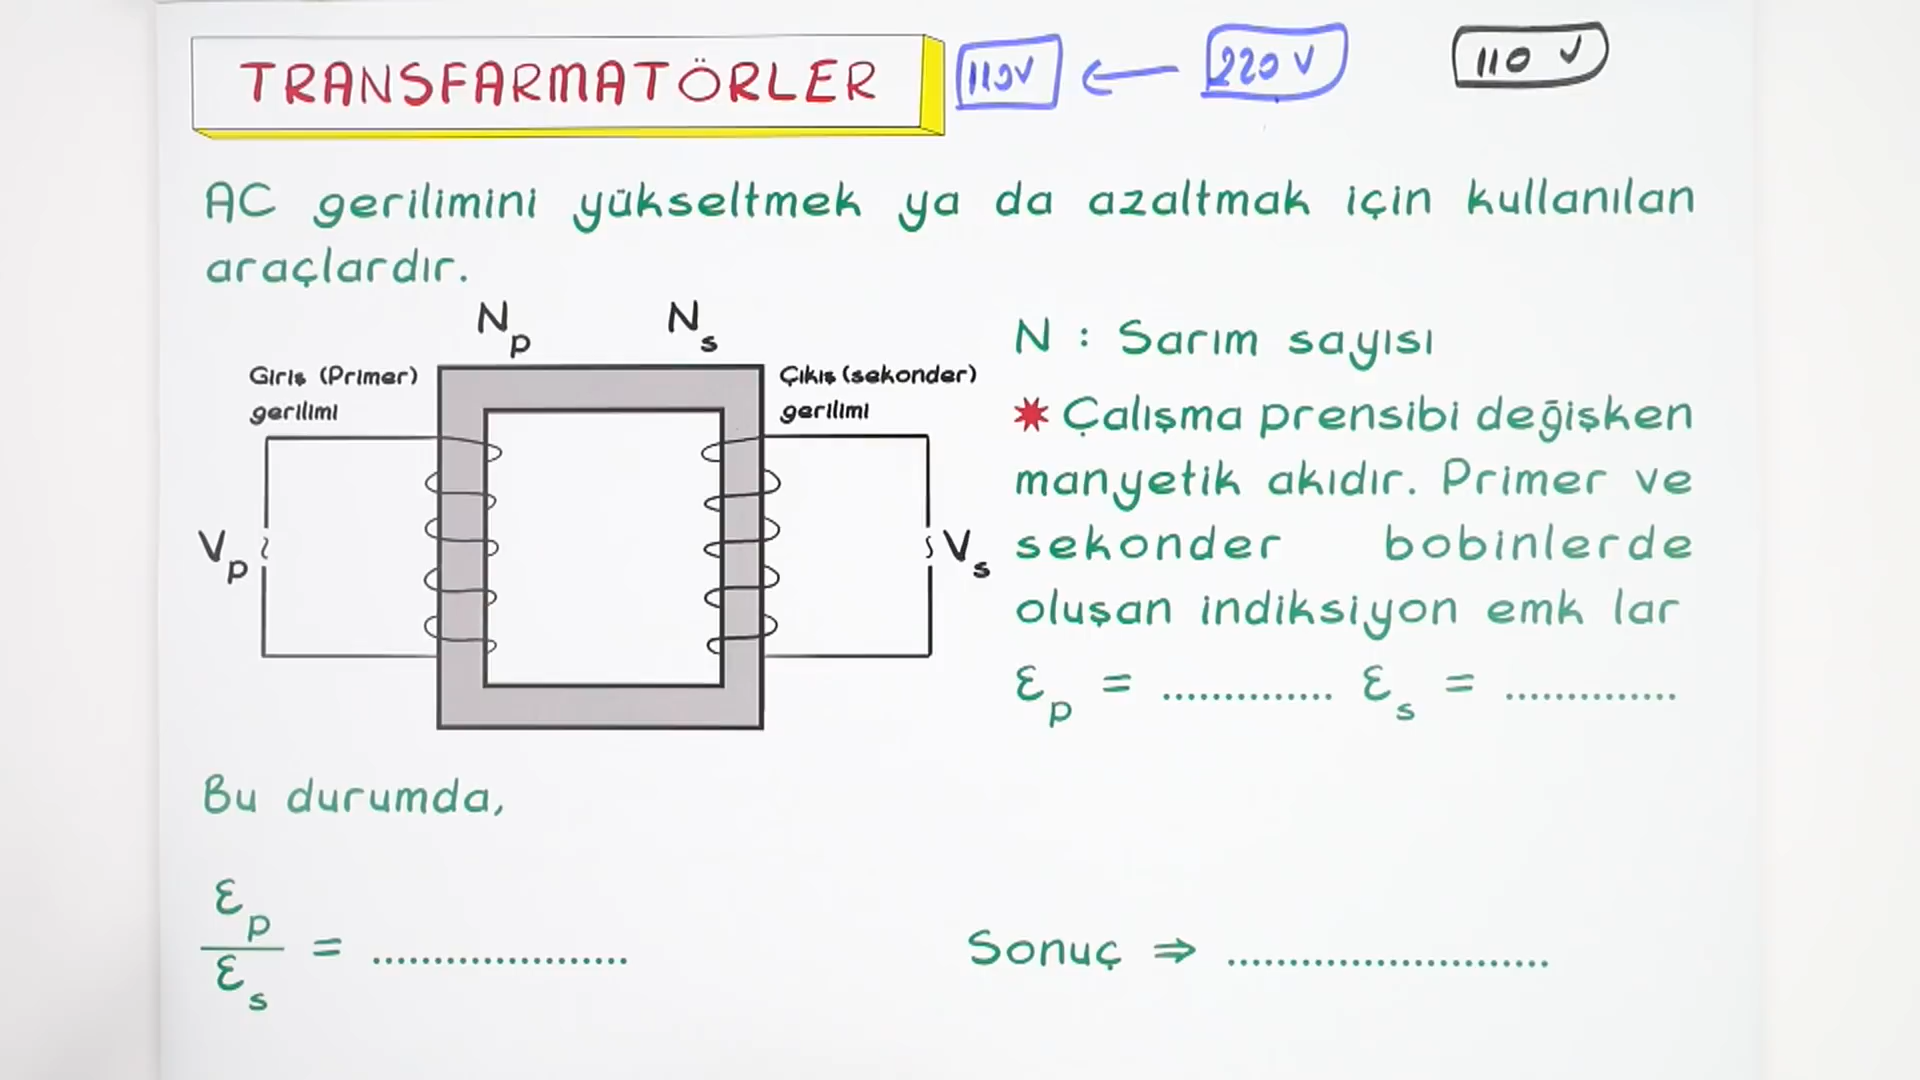 TRANSFARMATÖRLER
110V ← 220 V
110 V
AC gerilimini yükseltmek ya da azaltmak için kullanılan
araçlardır.
Np
Ns
Giriş (Primer)
gerilimi
Çıkış (sekonder)
gerilimi
Vp
Vs
N : Sarım sayısı
Çalışma prensibi değişken
manyetik akıdır. Primer ve
sekonder bobinlerde
oluşan indiksiyon emk lar
εp = .............. εs = ..............
Bu durumda,
εp
εs
= .....................
Sonuç ⇒ ..........................